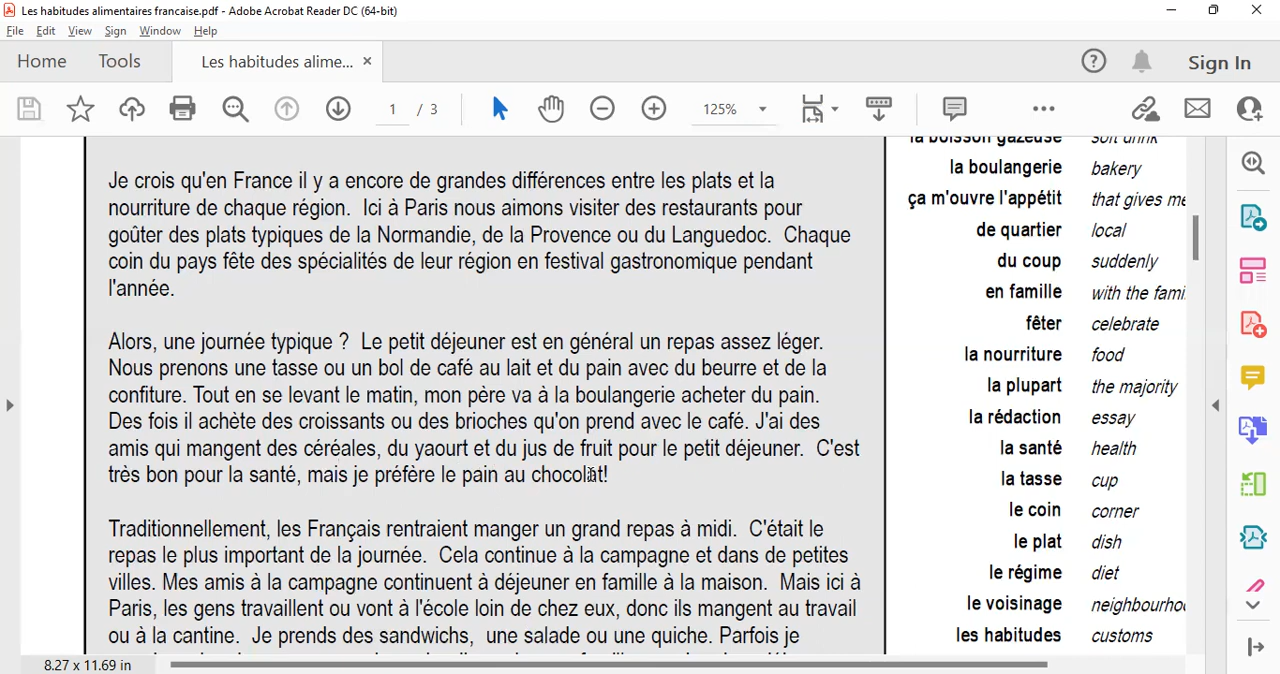 Les habitudes alimentaires francaise.pdf - Adobe Acrobat Reader DC (64-bit)
File Edit View Sign Window Help
Home Tools Les habitudes alime... × Sign In
1 / 3 125%
Je crois qu'en France il y a encore de grandes différences entre les plats et la
nourriture de chaque région. Ici à Paris nous aimons visiter des restaurants pour
goûter des plats typiques de la Normandie, de la Provence ou du Languedoc. Chaque
coin du pays fête des spécialités de leur région en festival gastronomique pendant
l'année.
Alors, une journée typique ? Le petit déjeuner est en général un repas assez léger.
Nous prenons une tasse ou un bol de café au lait et du pain avec du beurre et de la
confiture. Tout en se levant le matin, mon père va à la boulangerie acheter du pain.
Des fois il achète des croissants ou des brioches qu'on prend avec le café. J'ai des
amis qui mangent des céréales, du yaourt et du jus de fruit pour le petit déjeuner. C'est
très bon pour la santé, mais je préfère le pain au chocolat!
Traditionnellement, les Français rentraient manger un grand repas à midi. C'était le
repas le plus important de la journée. Cela continue à la campagne et dans de petites
villes. Mes amis à la campagne continuent à déjeuner en famille à la maison. Mais ici à
Paris, les gens travaillent ou vont à l'école loin de chez eux, donc ils mangent au travail
ou à la cantine. Je prends des sandwichs, une salade ou une quiche. Parfois je
la boisson gazeuse soft drink
la boulangerie bakery
ça m'ouvre l'appétit that gives me
de quartier local
du coup suddenly
en famille with the fami
fêter celebrate
la nourriture food
la plupart the majority
la rédaction essay
la santé health
la tasse cup
le coin corner
le plat dish
le régime diet
le voisinage neighbourho
les habitudes customs
8.27 x 11.69 in